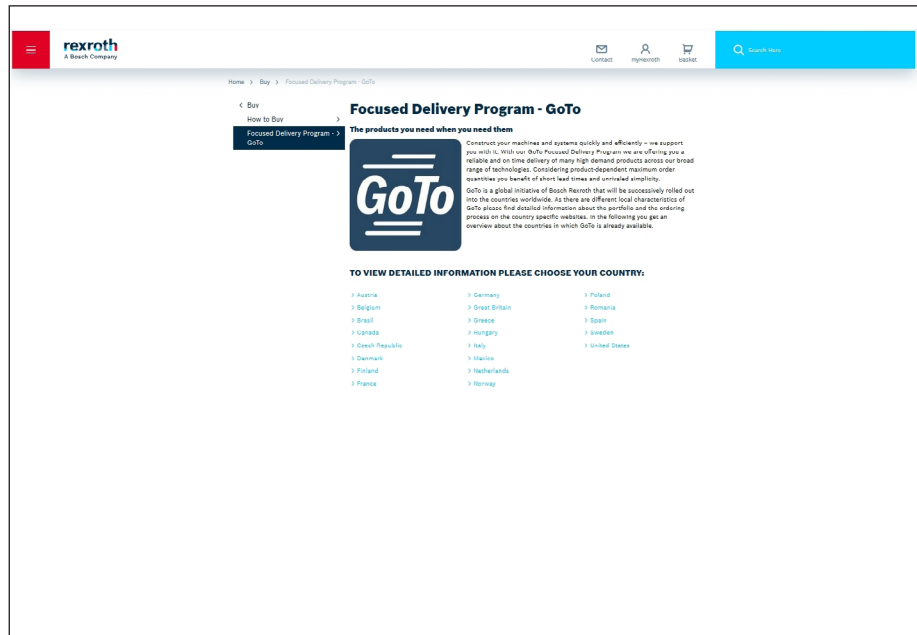 rexroth
A Bosch Company
Contact
myRexroth
Basket
Search Here
Home > Buy > Focused Delivery Program - GoTo
< Buy
How to Buy >
Focused Delivery Program - >
GoTo
Focused Delivery Program - GoTo
The products you need when you need them
GoTo
Construct your machines and systems quickly and efficiently – we support
you with it. With our GoTo Focused Delivery Program we are offering you a
reliable and on time delivery of many high demand products across our broad
range of technologies. Considering product-dependent maximum order
quantities you benefit of short lead times and unrivaled simplicity.
GoTo is a global initiative of Bosch Rexroth that will be successively rolled out
into the countries worldwide. As there are different local characteristics of
GoTo please find detailed information about the portfolio and the ordering
process on the country specific websites. In the following you get an
overview about the countries in which GoTo is already available.
TO VIEW DETAILED INFORMATION PLEASE CHOOSE YOUR COUNTRY:
> Austria
> Belgium
> Brasil
> Canada
> Czech Republic
> Denmark
> Finland
> France
> Germany
> Great Britain
> Greece
> Hungary
> Italy
> Mexico
> Netherlands
> Norway
> Poland
> Romania
> Spain
> Sweden
> United States